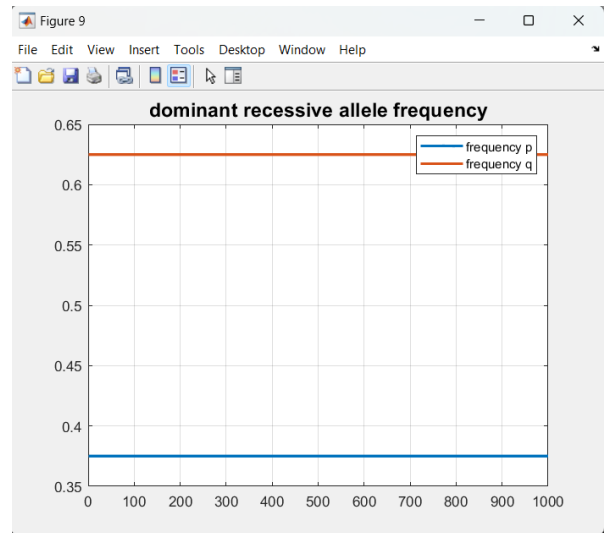 Figure 9
File Edit View Insert Tools Desktop Window Help
dominant recessive allele frequency
0.65
frequency p
frequency q
0.6
0.55
0.5
0.45
0.4
0.35
0 100 200 300 400 500 600 700 800 900 1000